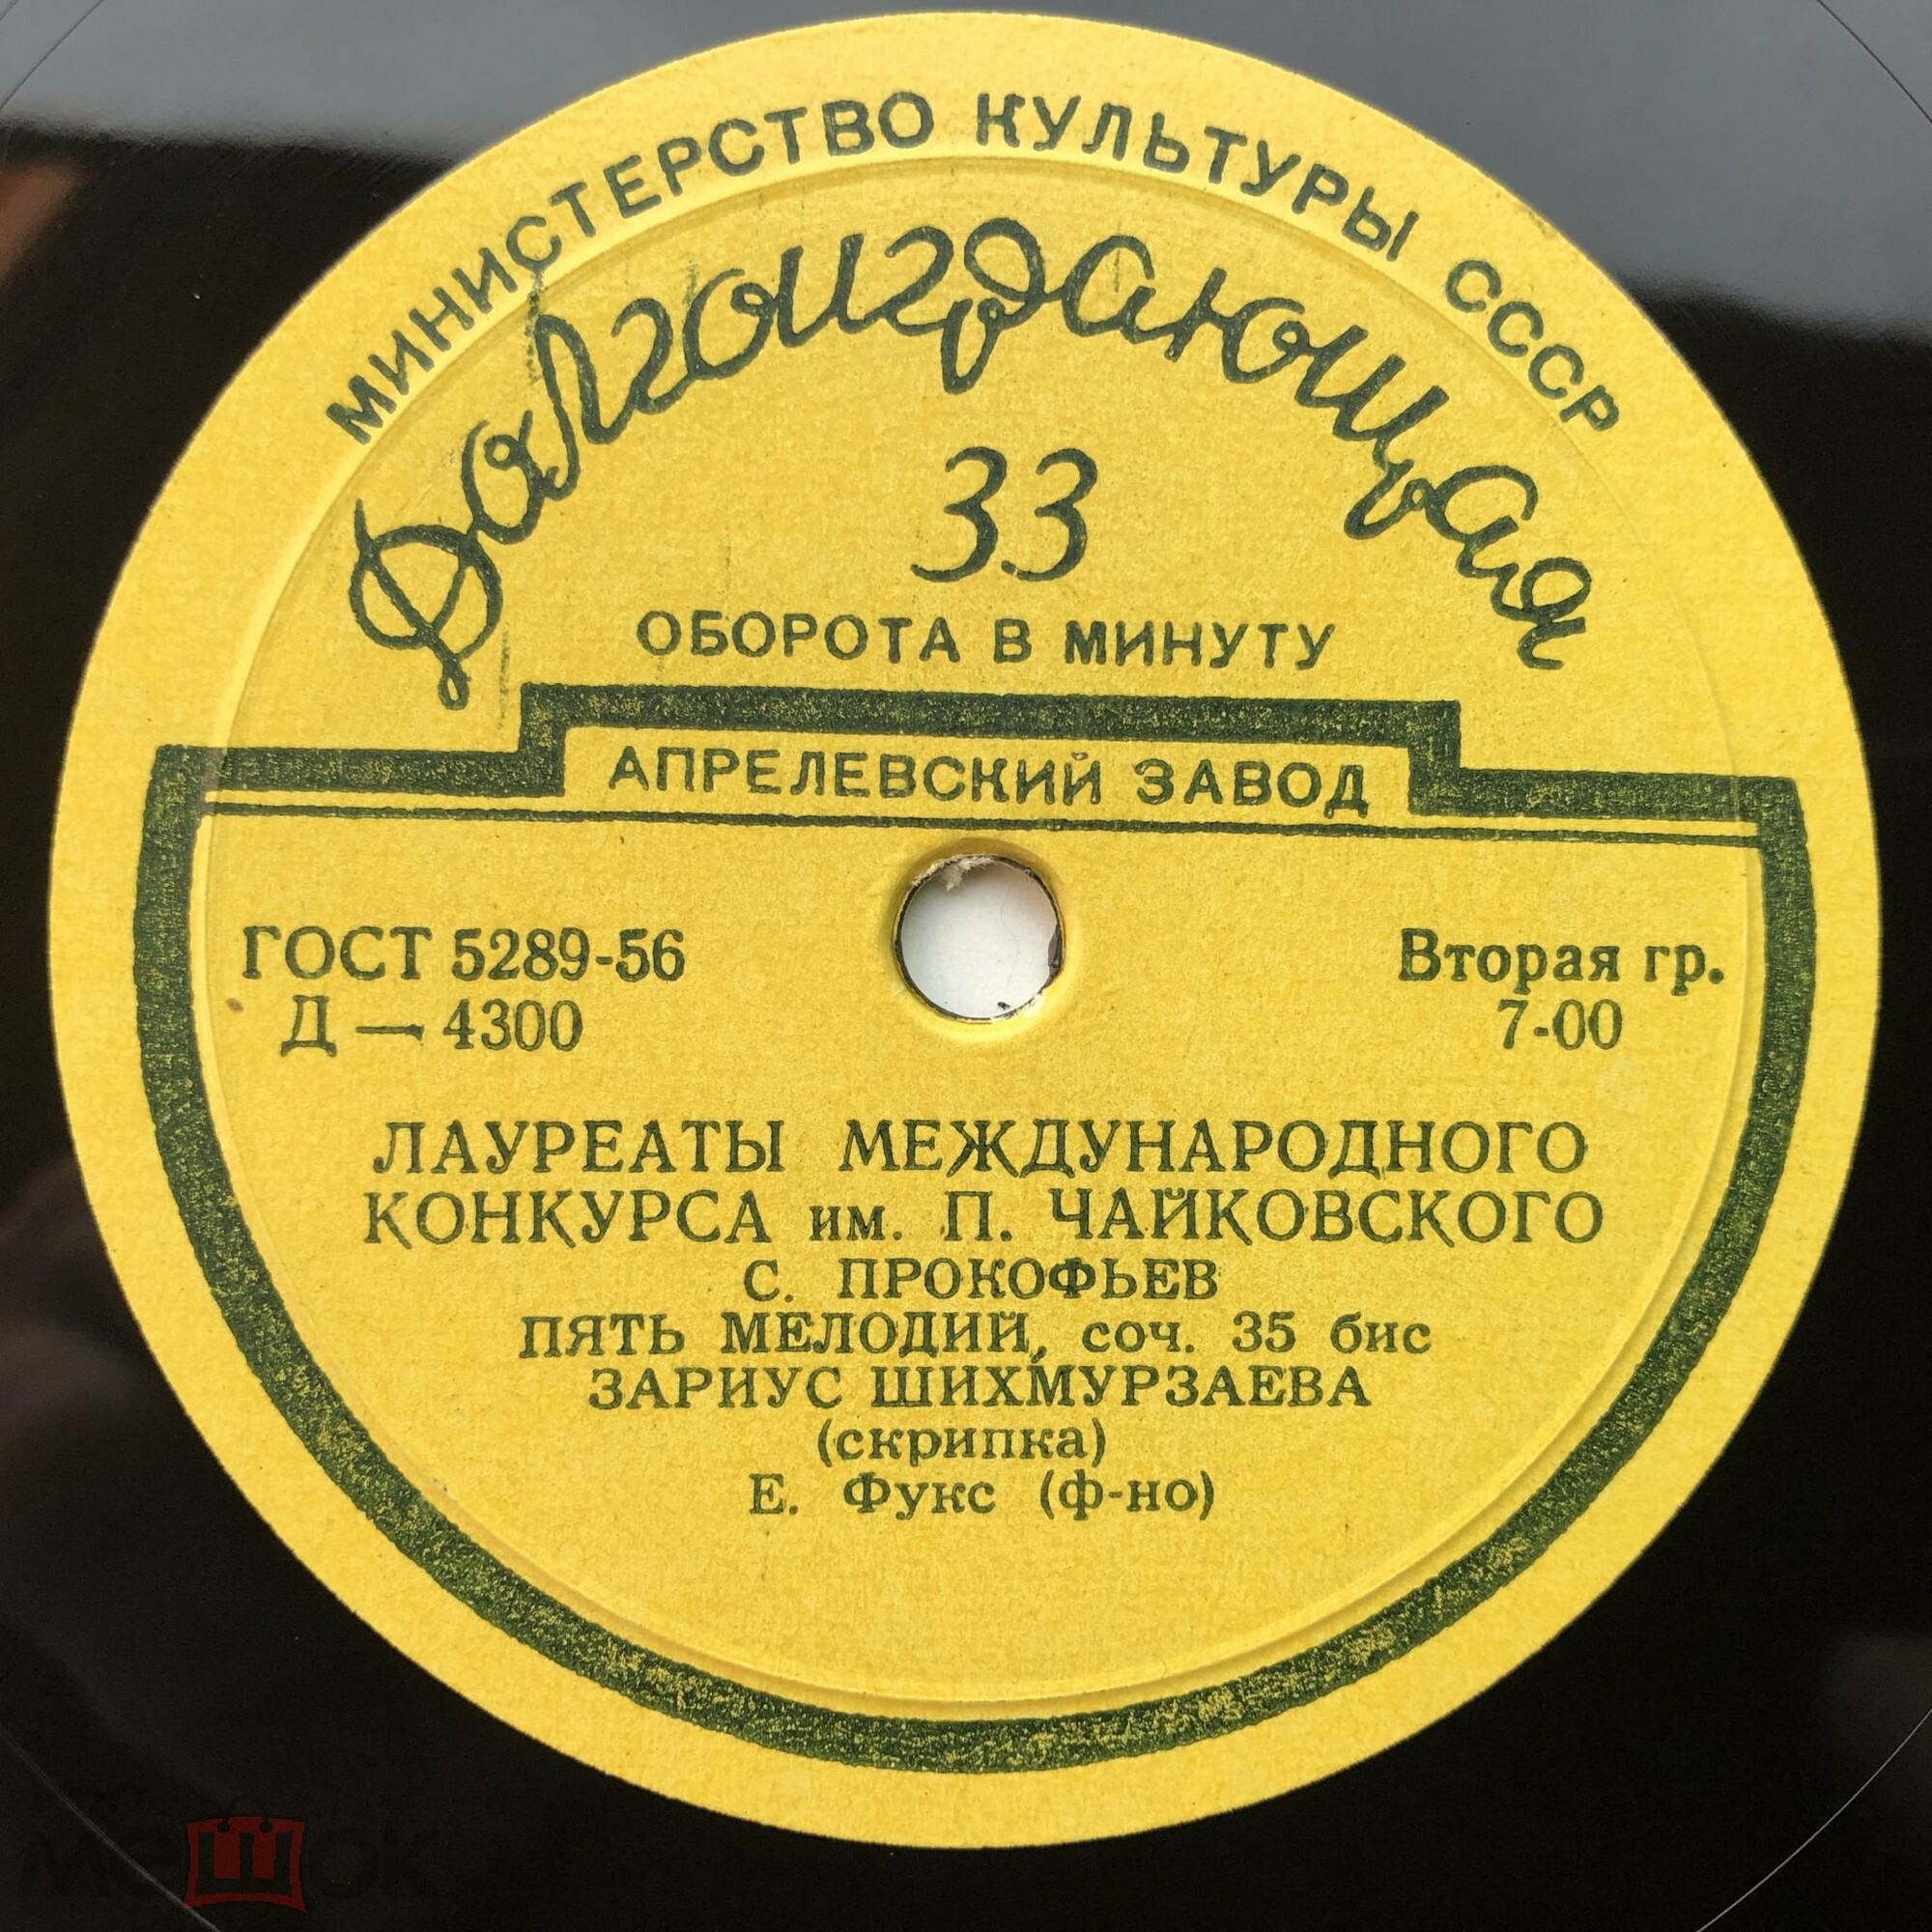 МИНИСТЕРСТВО КУЛЬТУРЫ СССР
Долгоиграющая
33
ОБОРОТА В МИНУТУ
АПРЕЛЕВСКИЙ ЗАВОД
ГОСТ 5289-56
Вторая гр.
Д — 4300
7-00
ЛАУРЕАТЫ МЕЖДУНАРОДНОГО
КОНКУРСА им. П. ЧАЙКОВСКОГО
С. ПРОКОФЬЕВ
ПЯТЬ МЕЛОДИЙ, соч. 35 бис
ЗАРИУС ШИХМУРЗАЕВА
(скрипка)
Е. Фукс (ф-но)
мешок